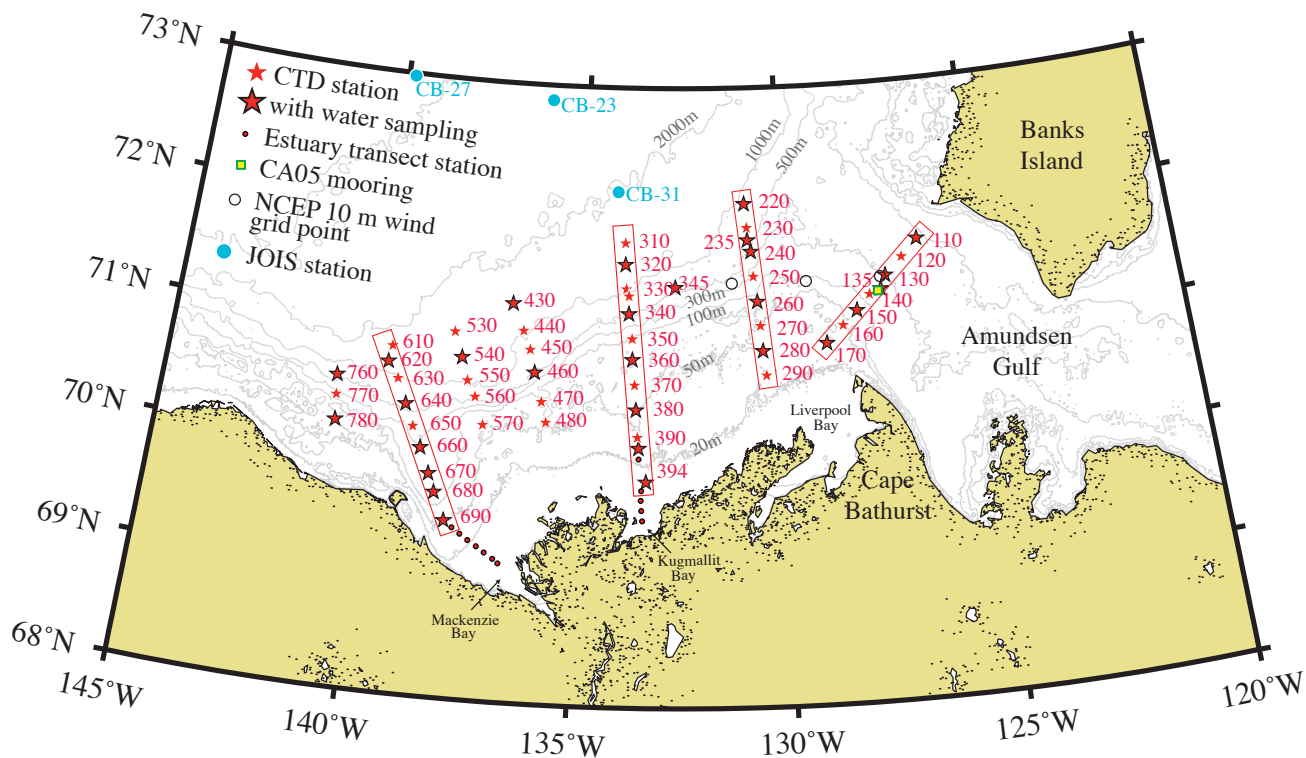 73°N
72°N
71°N
70°N
69°N
68°N
145°W
140°W
135°W
130°W
125°W
120°W
CTD station
with water sampling
Estuary transect station
CA05 mooring
NCEP 10 m wind
grid point
JOIS station
CB-27
CB-23
CB-31
2000m
1000m
500m
300m
100m
50m
20m
Banks
Island
Amundsen
Gulf
Liverpool
Bay
Cape
Bathurst
Kugmallit
Bay
Mackenzie
Bay
110
120
130
135
140
150
160
170
220
230
235
240
250
260
270
280
290
310
320
330
345
340
350
360
370
380
390
394
430
440
450
460
470
480
530
540
550
560
570
610
620
630
640
650
660
670
680
690
760
770
780